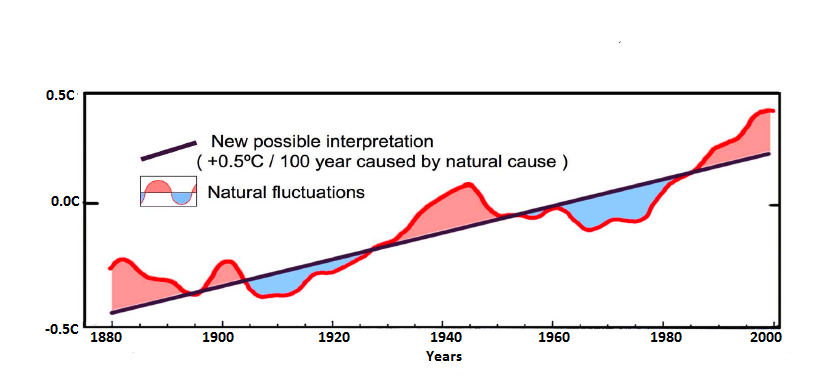 0.5C
New possible interpretation
( +0.5ºC / 100 year caused by natural cause )
Natural fluctuations
0.0C
-0.5C
1880 1900 1920 1940 1960 1980 2000
Years